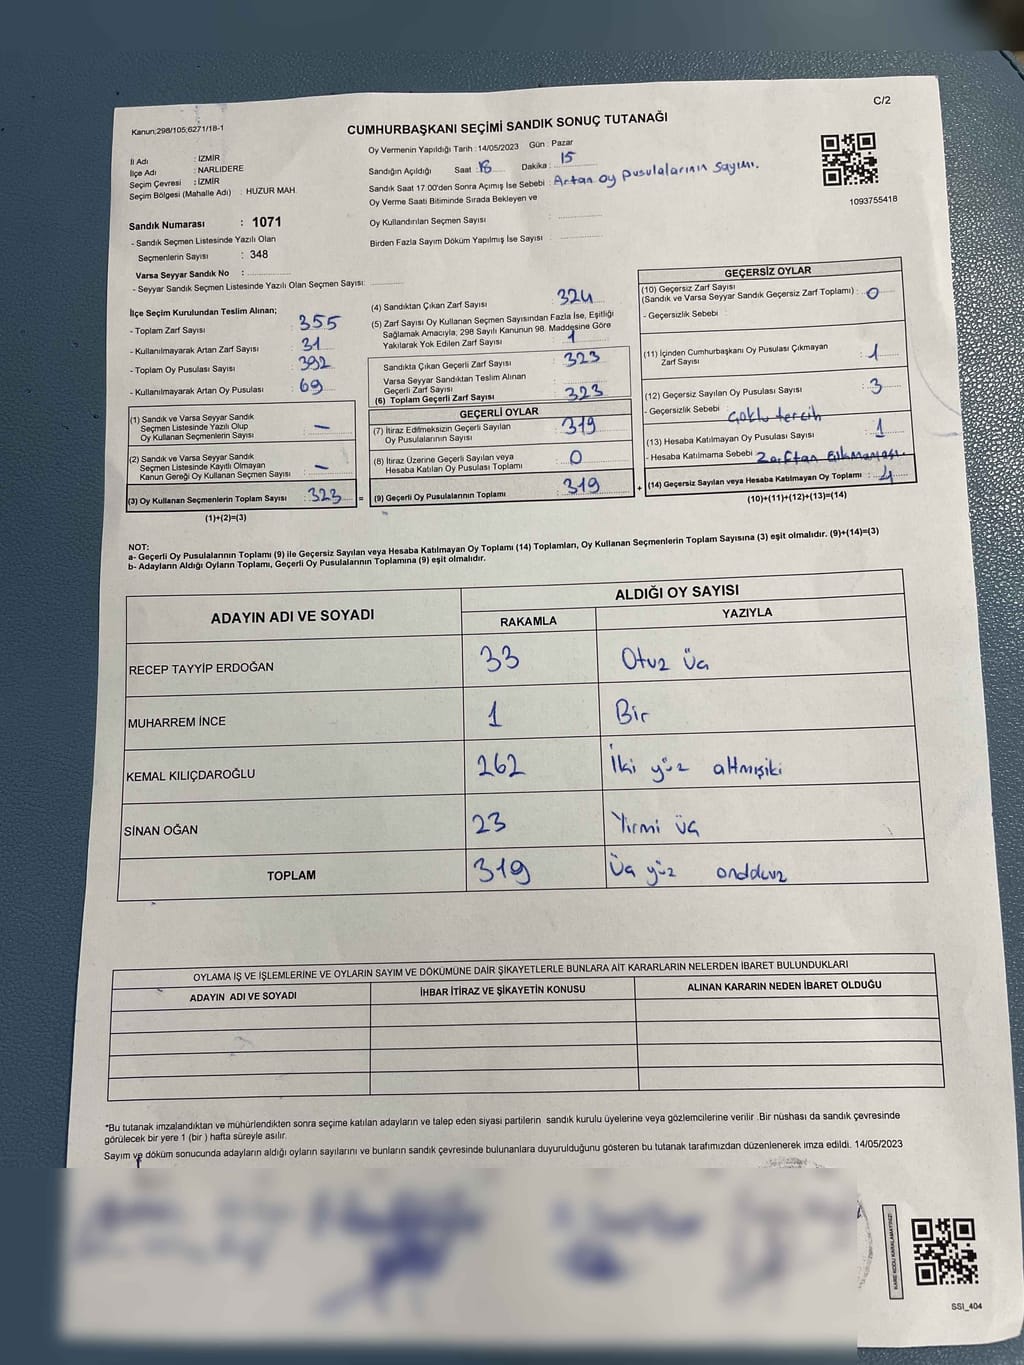 C/2
Kanun;298/105;6271/18-1
CUMHURBAŞKANI SEÇİMİ SANDIK SONUÇ TUTANAĞI
İl Adı : İZMİR
İlçe Adı : NARLIDERE
Seçim Çevresi : İZMİR
Seçim Bölgesi (Mahalle Adı) : HUZUR MAH.
Oy Vermenin Yapıldığı Tarih : 14/05/2023 Gün : Pazar
Sandığın Açıldığı Saat : 18 Dakika : 15
Sandık Saat 17.00'den Sonra Açımış İse Sebebi : Artan oy pusulalarının sayımı.
Oy Verme Saati Bitiminde Sırada Bekleyen ve
Oy Kullandırılan Seçmen Sayısı :
Birden Fazla Sayım Döküm Yapılmış İse Sayısı :
1093755418
Sandık Numarası : 1071
- Sandık Seçmen Listesinde Yazılı Olan
Seçmenlerin Sayısı : 348
Varsa Seyyar Sandık No :
- Seyyar Sandık Seçmen Listesinde Yazılı Olan Seçmen Sayısı:
İlçe Seçim Kurulundan Teslim Alınan;
- Toplam Zarf Sayısı : 355
- Kullanılmayarak Artan Zarf Sayısı : 31
- Toplam Oy Pusulası Sayısı : 392
- Kullanılmayarak Artan Oy Pusulası : 69
(1) Sandık ve Varsa Seyyar Sandık
Seçmen Listesinde Yazılı Olup
Oy Kullanan Seçmenlerin Sayısı : —
(2) Sandık ve Varsa Seyyar Sandık
Seçmen Listesinde Kayıtlı Olmayan
Kanun Gereği Oy Kullanan Seçmen Sayısı : —
(3) Oy Kullanan Seçmenlerin Toplam Sayısı : 323 =
(1)+(2)=(3)
(4) Sandıktan Çıkan Zarf Sayısı : 324
(5) Zarf Sayısı Oy Kullanan Seçmen Sayısından Fazla İse, Eşitliği
Sağlamak Amacıyla, 298 Sayılı Kanunun 98. Maddesine Göre
Yakılarak Yok Edilen Zarf Sayısı : 1
Sandıkta Çıkan Geçerli Zarf Sayısı : 323
Varsa Seyyar Sandıktan Teslim Alınan
Geçerli Zarf Sayısı :
(6) Toplam Geçerli Zarf Sayısı : 323
GEÇERLİ OYLAR
(7) İtiraz Edilmeksizin Geçerli Sayılan
Oy Pusulalarının Sayısı : 319
(8) İtiraz Üzerine Geçerli Sayılan veya
Hesaba Katılan Oy Pusulası Toplamı : 0
(9) Geçerli Oy Pusulalarının Toplamı : 319 +
GEÇERSİZ OYLAR
(10) Geçersiz Zarf Sayısı
(Sandık ve Varsa Seyyar Sandık Geçersiz Zarf Toplamı) : 0
- Geçersizlik Sebebi :
(11) İçinden Cumhurbaşkanı Oy Pusulası Çıkmayan
Zarf Sayısı : 1
(12) Geçersiz Sayılan Oy Pusulası Sayısı : 3
- Geçersizlik Sebebi : Çoklu tercih
(13) Hesaba Katılmayan Oy Pusulası Sayısı : 1
- Hesaba Katılmama Sebebi : Zarftan çıkmaması.
(14) Geçersiz Sayılan veya Hesaba Katılmayan Oy Toplamı : 4
(10)+(11)+(12)+(13)=(14)
NOT:
a- Geçerli Oy Pusulalarının Toplamı (9) ile Geçersiz Sayılan veya Hesaba Katılmayan Oy Toplamı (14) Toplamları, Oy Kullanan Seçmenlerin Toplam Sayısına (3) eşit olmalıdır. (9)+(14)=(3)
b- Adayların Aldığı Oyların Toplamı, Geçerli Oy Pusulalarının Toplamına (9) eşit olmalıdır.
ADAYIN ADI VE SOYADI ALDIĞI OY SAYISI
RAKAMLA YAZIYLA
RECEP TAYYİP ERDOĞAN 33 Otuz üç
MUHARREM İNCE 1 Bir
KEMAL KILIÇDAROĞLU 262 İki yüz altmışiki
SİNAN OĞAN 23 Yirmi üç
TOPLAM 319 Üç yüz ondduuz
OYLAMA İŞ VE İŞLEMLERİNE VE OYLARIN SAYIM VE DÖKÜMÜNE DAİR ŞİKAYETLERLE BUNLARA AİT KARARLARIN NELERDEN İBARET BULUNDUKLARI
ADAYIN ADI VE SOYADI İHBAR İTİRAZ VE ŞİKAYETİN KONUSU ALINAN KARARIN NEDEN İBARET OLDUĞU
*Bu tutanak imzalandıktan ve mühürlendikten sonra seçime katılan adayların ve talep eden siyasi partilerin sandık kurulu üyelerine veya gözlemcilerine verilir .Bir nüshası da sandık çevresinde
görülecek bir yere 1 (bir ) hafta süreyle asılır.
Sayım ve döküm sonucunda adayların aldığı oyların sayılarını ve bunların sandık çevresinde bulunanlara duyurulduğunu gösteren bu tutanak tarafımızdan düzenlenerek imza edildi. 14/05/2023
KARE KODU KARALAMAYINIZ!
SSI_404